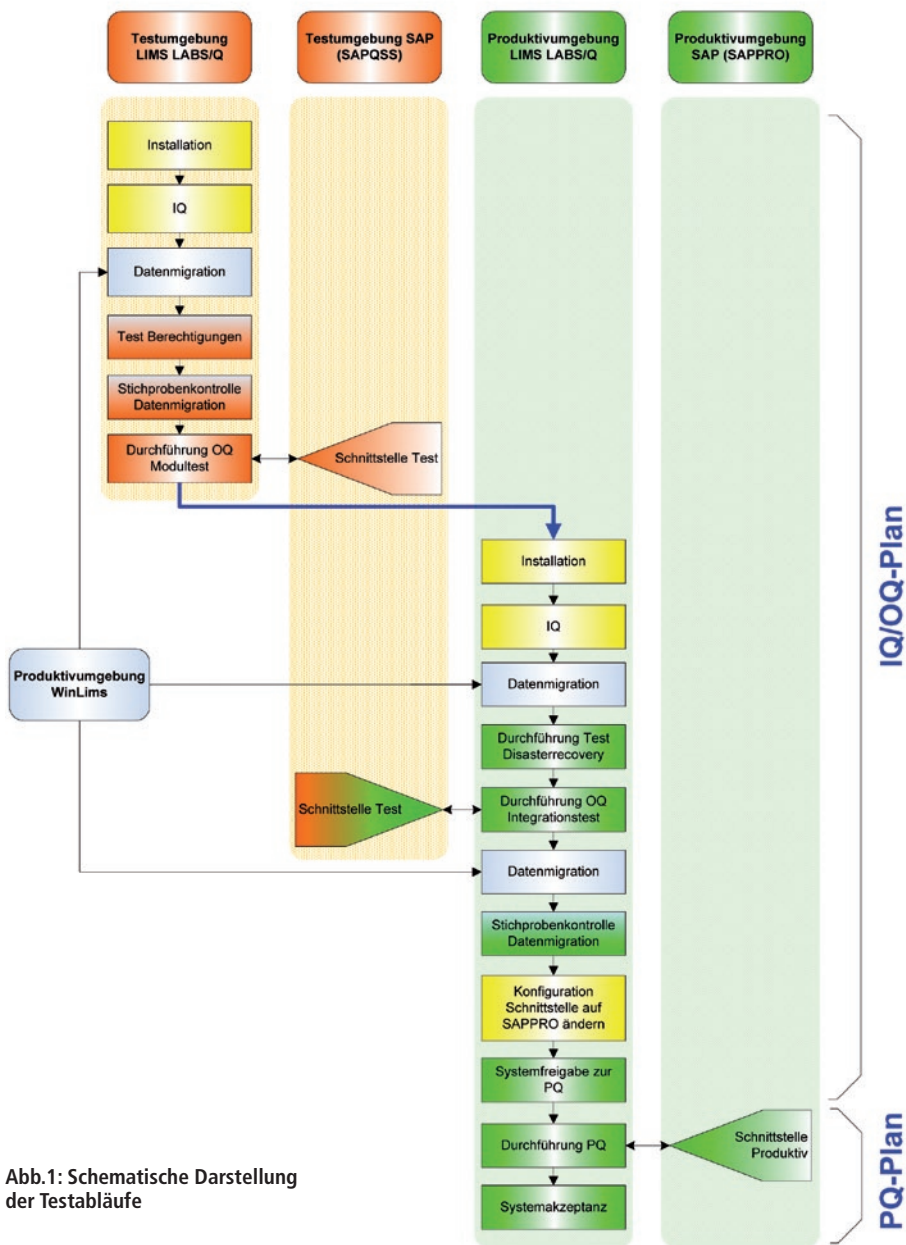 Testumgebung
LIMS LABS/Q
Testumgebung SAP
(SAPQSS)
Produktivumgebung
LIMS LABS/Q
Produktivumgebung
SAP (SAPPRO)
Installation
IQ
Datenmigration
Test Berechtigungen
Stichprobenkontrolle
Datenmigration
Durchführung OQ
Modultest
Schnittstelle Test
Installation
IQ
Produktivumgebung
WinLims
Datenmigration
Durchführung Test
Disasterrecovery
Schnittstelle Test
Durchführung OQ
Integrationstest
Datenmigration
Stichprobenkontrolle
Datenmigration
Konfiguration
Schnittstelle auf
SAPPRO ändern
Systemfreigabe zur
PQ
Durchführung PQ
Schnittstelle
Produktiv
Systemakzeptanz
IQ/OQ-Plan
PQ-Plan
Abb.1: Schematische Darstellung
der Testabläufe